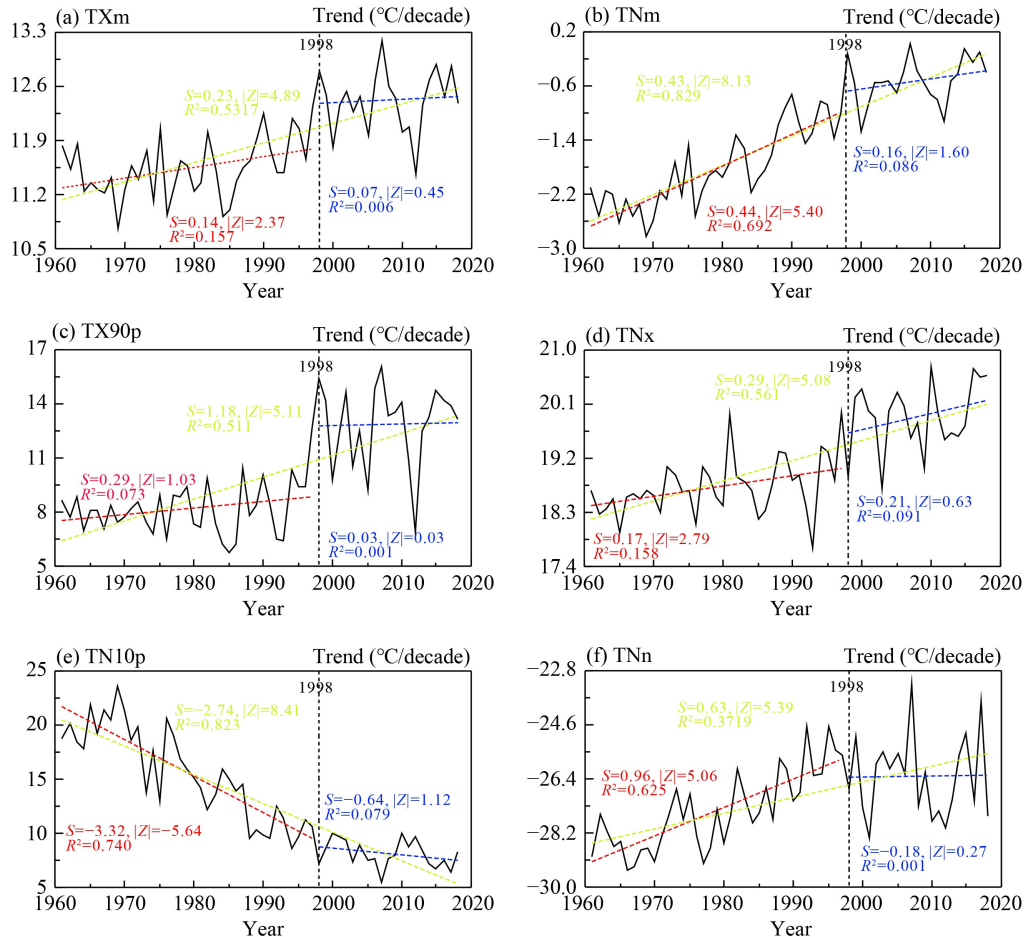 (a) TXm Trend (℃/decade)
13.3
12.6
11.9
11.2
10.5
1998
S=0.23, |Z|=4.89
R²=0.5317
S=0.07, |Z|=0.45
R²=0.006
S=0.14, |Z|=2.37
R²=0.157
1960 1970 1980 1990 2000 2010 2020
Year
(b) TNm Trend (℃/decade)
0.2
−0.6
−1.4
−2.2
−3.0
1998
S=0.43, |Z|=8.13
R²=0.829
S=0.16, |Z|=1.60
R²=0.086
S=0.44, |Z|=5.40
R²=0.692
1960 1970 1980 1990 2000 2010 2020
Year
(c) TX90p Trend (℃/decade)
17
14
11
8
5
1998
S=1.18, |Z|=5.11
R²=0.511
S=0.29, |Z|=1.03
R²=0.073
S=0.03, |Z|=0.03
R²=0.001
1960 1970 1980 1990 2000 2010 2020
Year
(d) TNx Trend (℃/decade)
21.0
20.1
19.2
18.3
17.4
1998
S=0.29, |Z|=5.08
R²=0.561
S=0.21, |Z|=0.63
R²=0.091
S=0.17, |Z|=2.79
R²=0.158
1960 1970 1980 1990 2000 2010 2020
Year
(e) TN10p Trend (℃/decade)
25
20
15
10
5
1998
S=−2.74, |Z|=8.41
R²=0.823
S=−0.64, |Z|=1.12
R²=0.079
S=−3.32, |Z|=−5.64
R²=0.740
1960 1970 1980 1990 2000 2010 2020
Year
(f) TNn Trend (℃/decade)
−22.8
−24.6
−26.4
−28.2
−30.0
1998
S=0.63, |Z|=5.39
R²=0.3719
S=0.96, |Z|=5.06
R²=0.625
S=−0.18, |Z|=0.27
R²=0.001
1960 1970 1980 1990 2000 2010 2020
Year